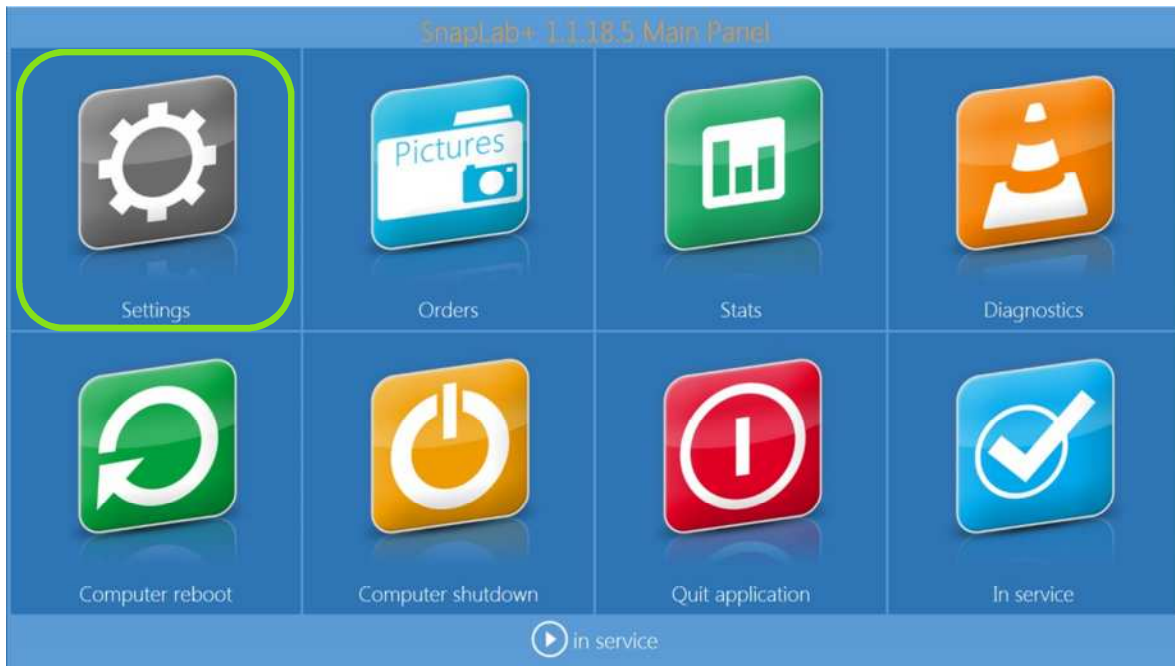 SnapLab+ 1.1.18.5 Main Panel
Pictures
Settings
Orders
Stats
Diagnostics
Computer reboot
Computer shutdown
Quit application
In service
in service